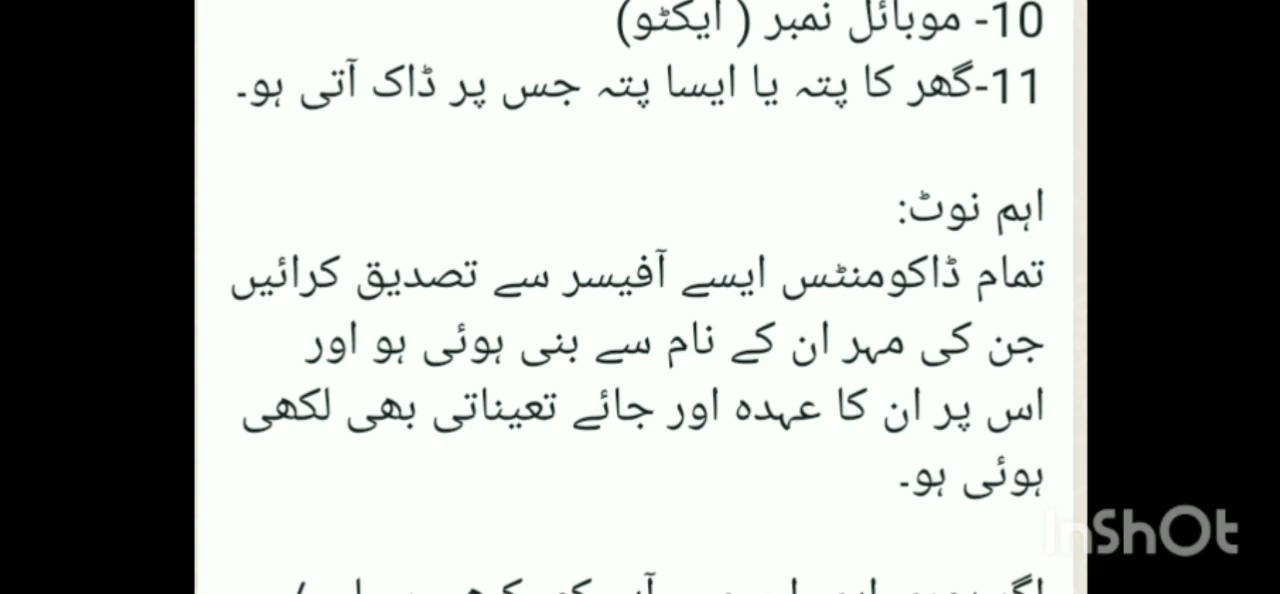 10- موبائل نمبر ( ایکٹو)
11-گھر کا پتہ یا ایسا پتہ جس پر ڈاک آتی ہو۔
اہم نوٹ:
تمام ڈاکومنٹس ایسے آفیسر سے تصدیق کرائیں
جن کی مہر ان کے نام سے بنی ہوئی ہو اور
اس پر ان کا عہدہ اور جائے تعیناتی بھی لکھی
ہوئی ہو۔
InShOt